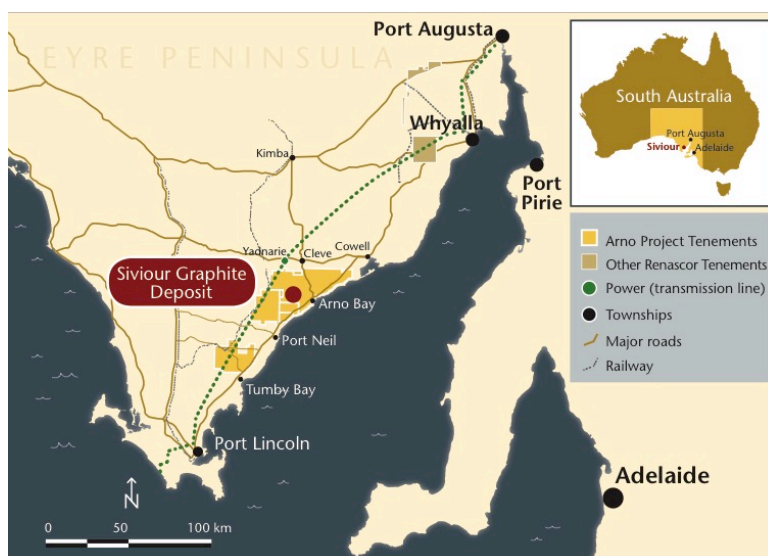 EYRE PENINSULA
Port Augusta
Whyalla
Kimba
Port
Pirie
Yadnarie
Cleve
Cowell
Siviour Graphite
Deposit
Arno Bay
Port Neil
Tumby Bay
Port Lincoln
N
0 50 100 km
Adelaide
South Australia
Port Augusta
Siviour
Adelaide
Arno Project Tenements
Other Renascor Tenements
Power (transmission line)
Townships
Major roads
Railway